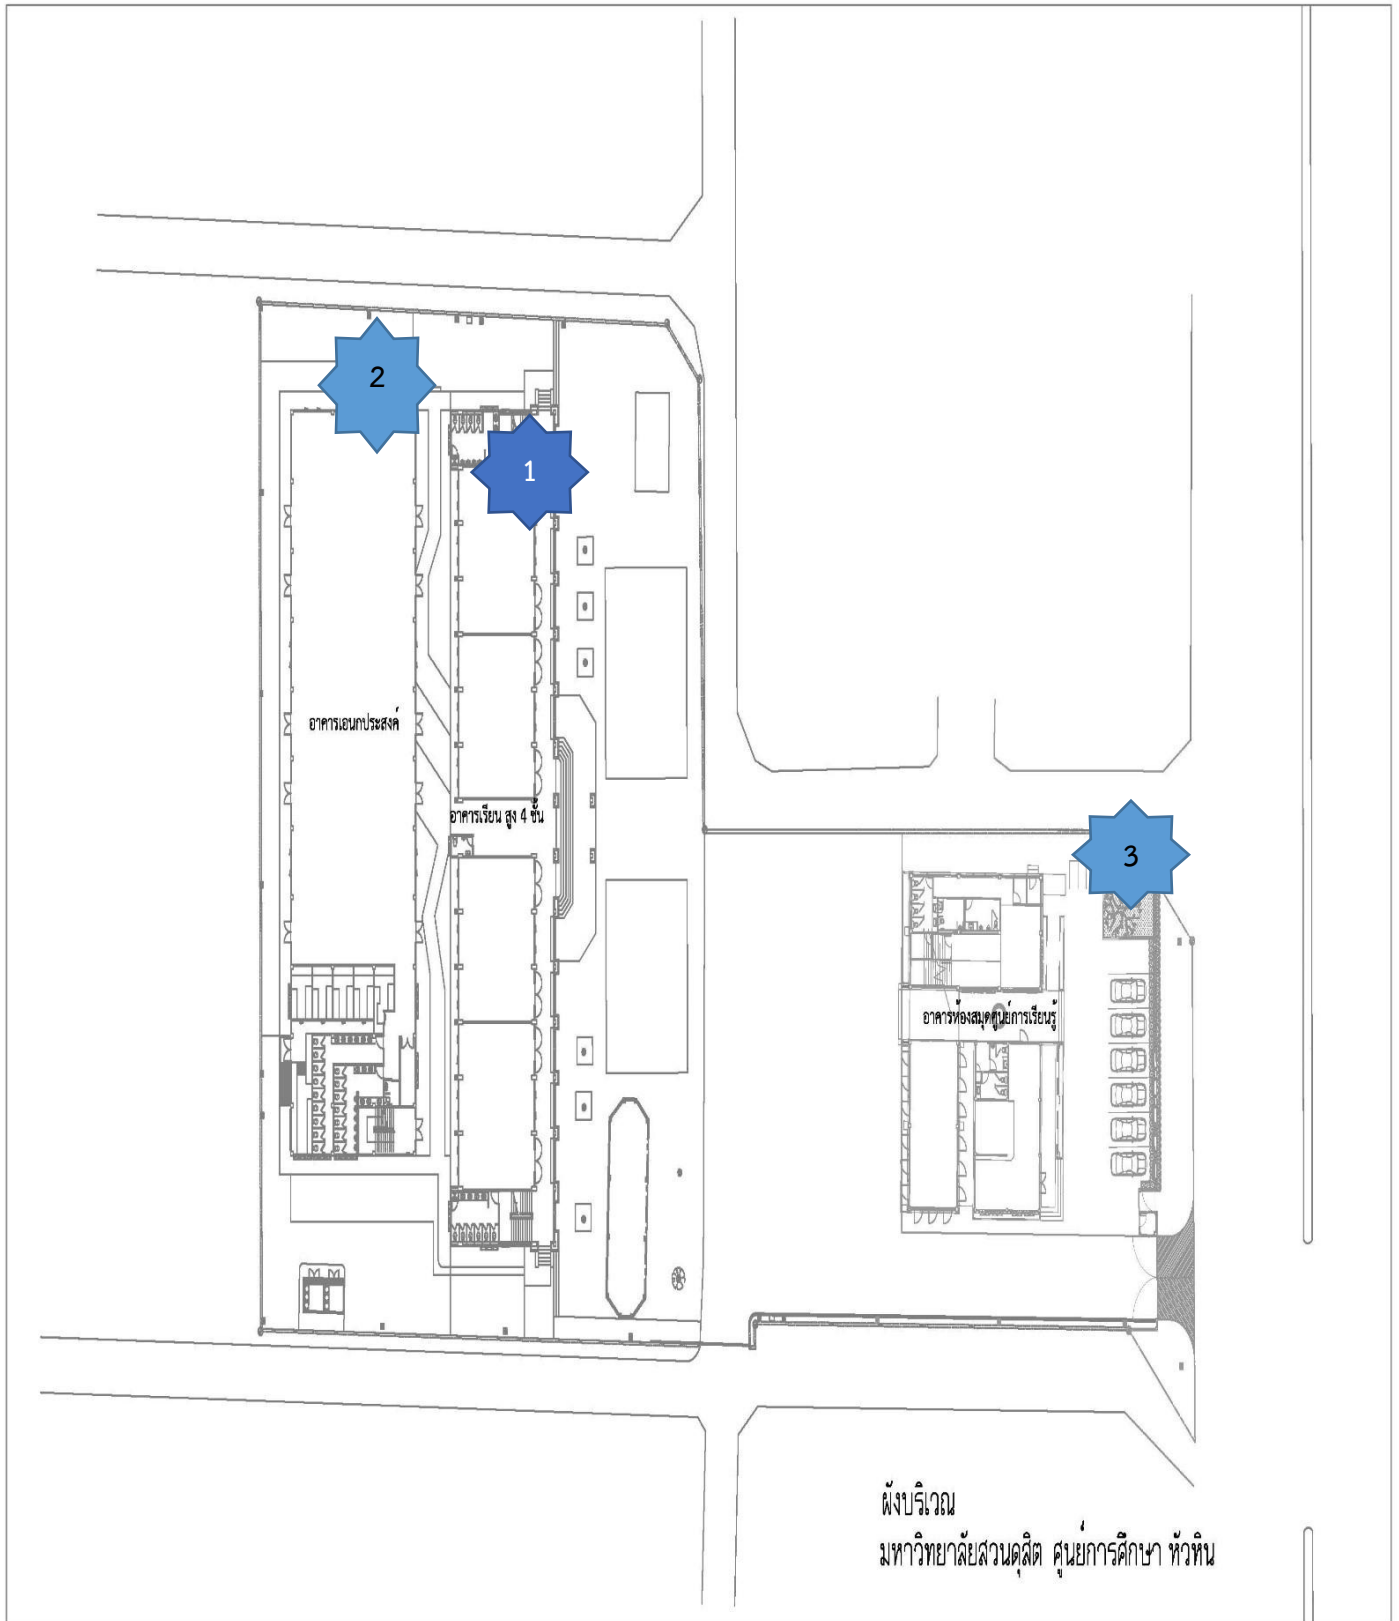 2
1
อาคารเอนกประสงค์
อาคารเรียน สูง 4 ชั้น
3
อาคารห้องสมุดศูนย์การเรียนรู้
ผังบริเวณ
มหาวิทยาลัยสวนดุสิต ศูนย์การศึกษา หัวหิน